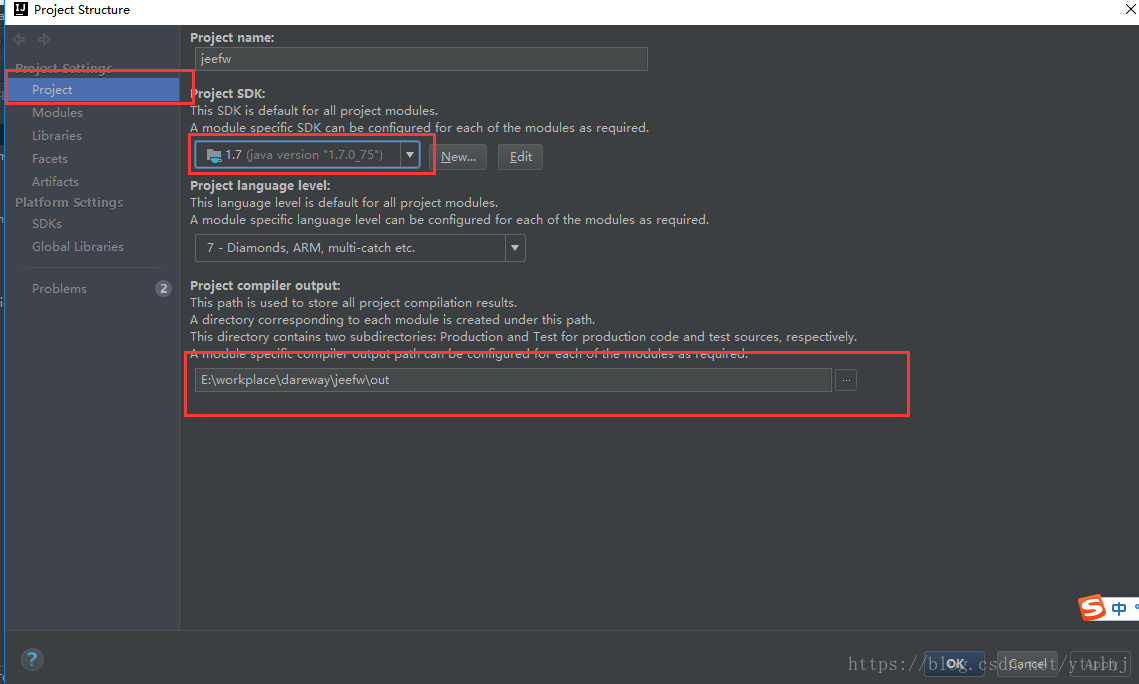 Project Structure
Project name:
jeefw
Project Settings
Project
Modules
Libraries
Facets
Artifacts
Platform Settings
SDKs
Global Libraries
Problems
2
Project SDK:
This SDK is default for all project modules.
A module specific SDK can be configured for each of the modules as required.
1.7 (java version "1.7.0_75")
New...
Edit
Project language level:
This language level is default for all project modules.
A module specific language level can be configured for each of the modules as required.
7 - Diamonds, ARM, multi-catch etc.
Project compiler output:
This path is used to store all project compilation results.
A directory corresponding to each module is created under this path.
This directory contains two subdirectories: Production and Test for production code and test sources, respectively.
A module specific compiler output path can be configured for each of the modules as required.
E:\workplace\dareway\jeefw\out
...
中
?
OK
Cancel
Apply